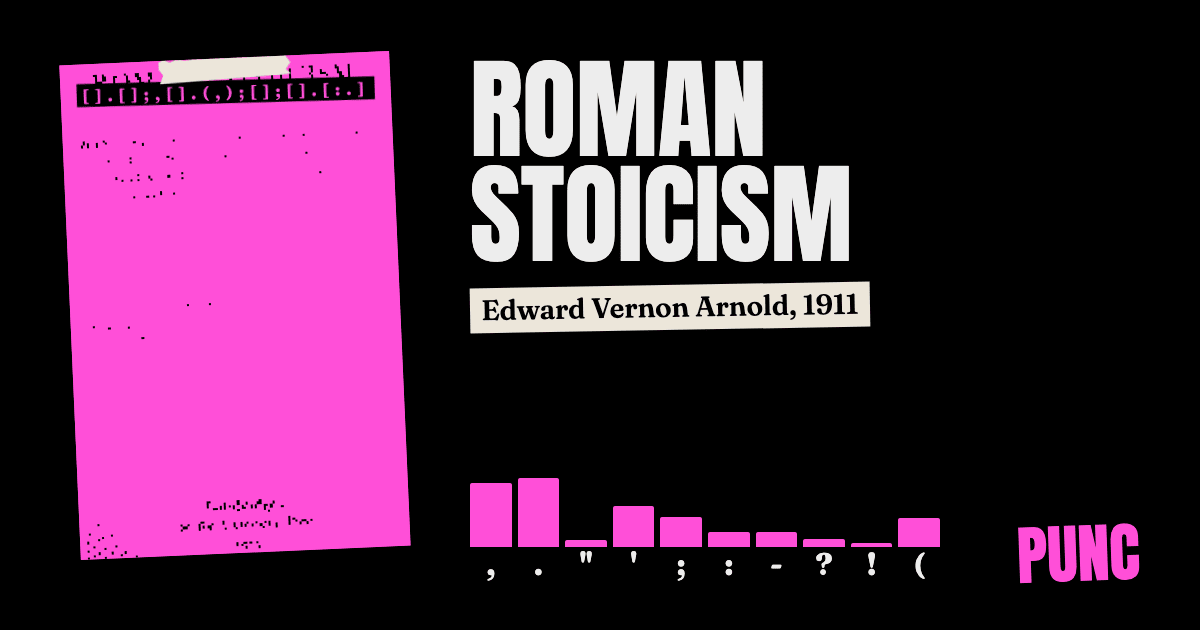 [].[];,[].(,);[];[].[:.]
ROMAN
STOICISM
Edward Vernon Arnold, 1911
, . " ' ; : - ? ! (
PUNC